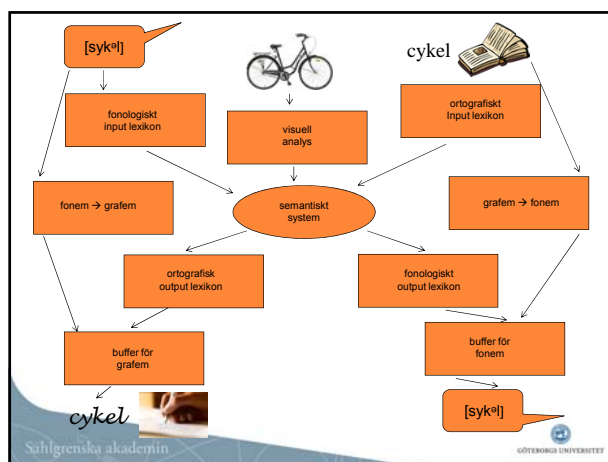 [sykᵊl]
cykel
fonologiskt
input lexikon
visuell
analys
ortografiskt
Input lexikon
fonem → grafem
semantiskt
system
grafem → fonem
ortografisk
output lexikon
fonologiskt
output lexikon
buffer för
grafem
buffer för
fonem
cykel
[sykᵊl]
Sahlgrenska akademin
GÖTEBORGS UNIVERSITET